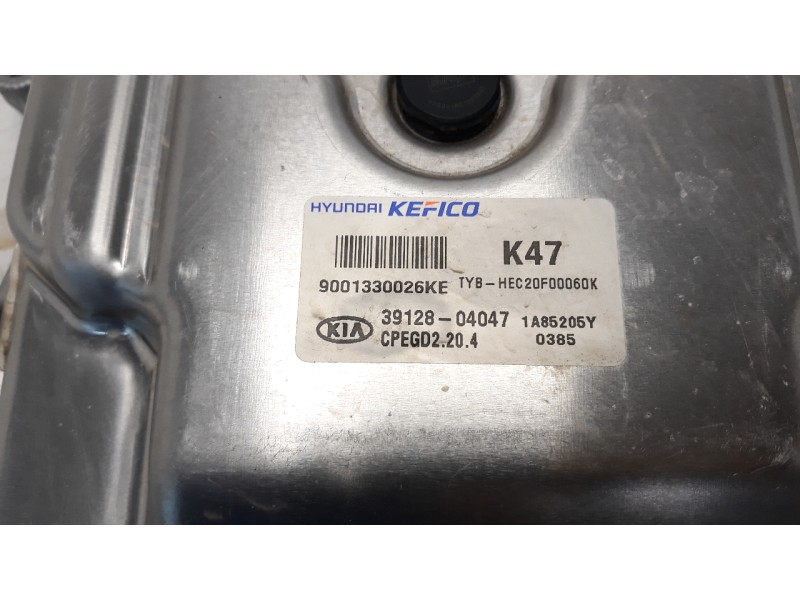 HYUNDAI KEFICO
K47
9001330026KE TYB-HEC20F00060K
KIA 39128-04047 1A85205Y
CPEGD2.20.4 0385